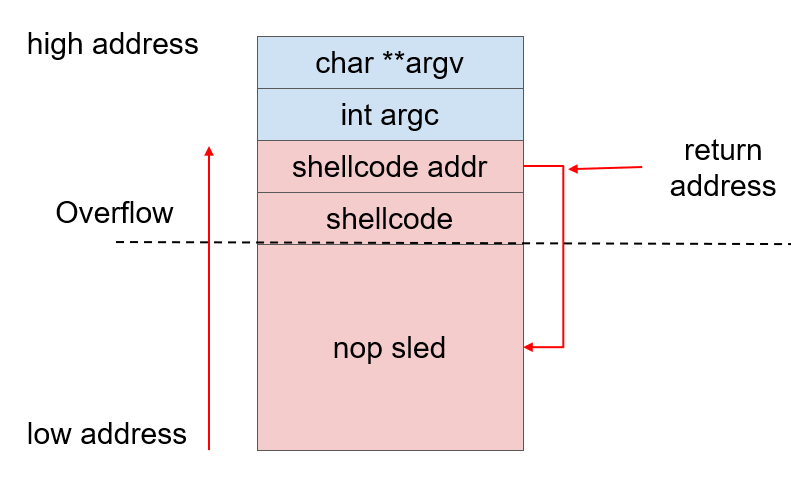 high address
char **argv
int argc
shellcode addr
return
address
Overflow
shellcode
nop sled
low address